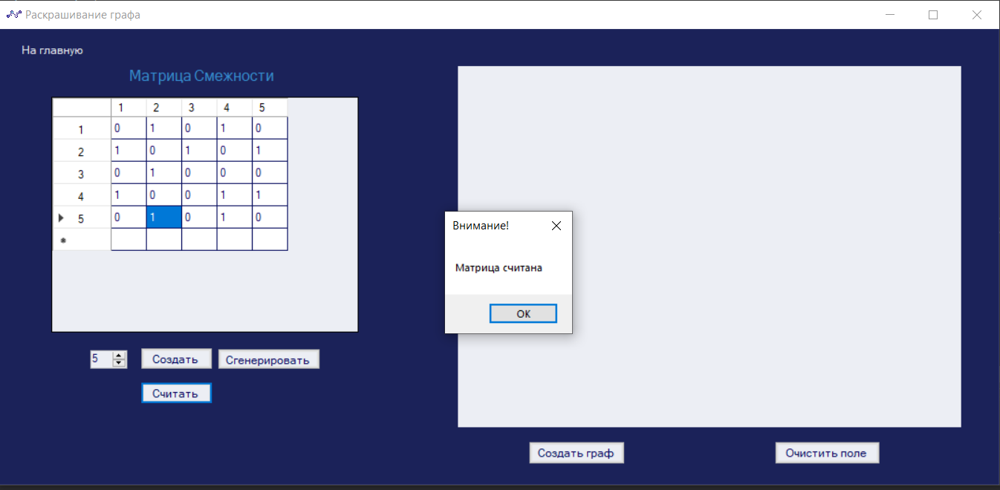 Раскрашивание графа
На главную
Матрица Смежности
1 2 3 4 5
1 0 1 0 1 0
2 1 0 1 0 1
3 0 1 0 0 0
4 1 0 0 1 1
5 0 1 0 1 0
Внимание!
Матрица считана
OK
5 Создать Сгенерировать
Считать
Создать граф Очистить поле